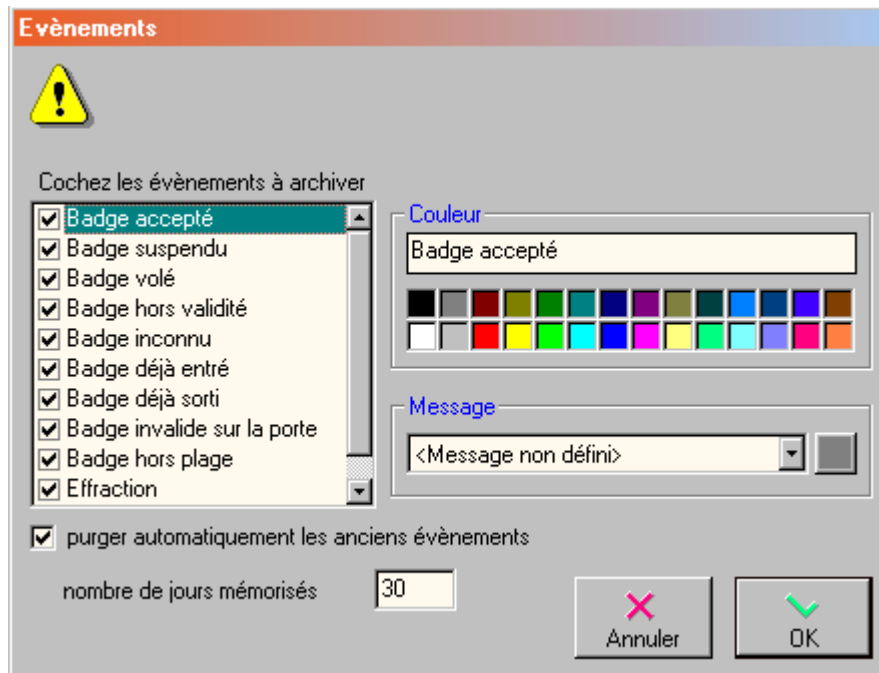 Evènements
Cochez les évènements à archiver
Badge accepté
Badge suspendu
Badge volé
Badge hors validité
Badge inconnu
Badge déjà entré
Badge déjà sorti
Badge invalide sur la porte
Badge hors plage
Effraction
Couleur
Badge accepté
Message
<Message non défini>
purger automatiquement les anciens évènements
nombre de jours mémorisés 30
Annuler
OK